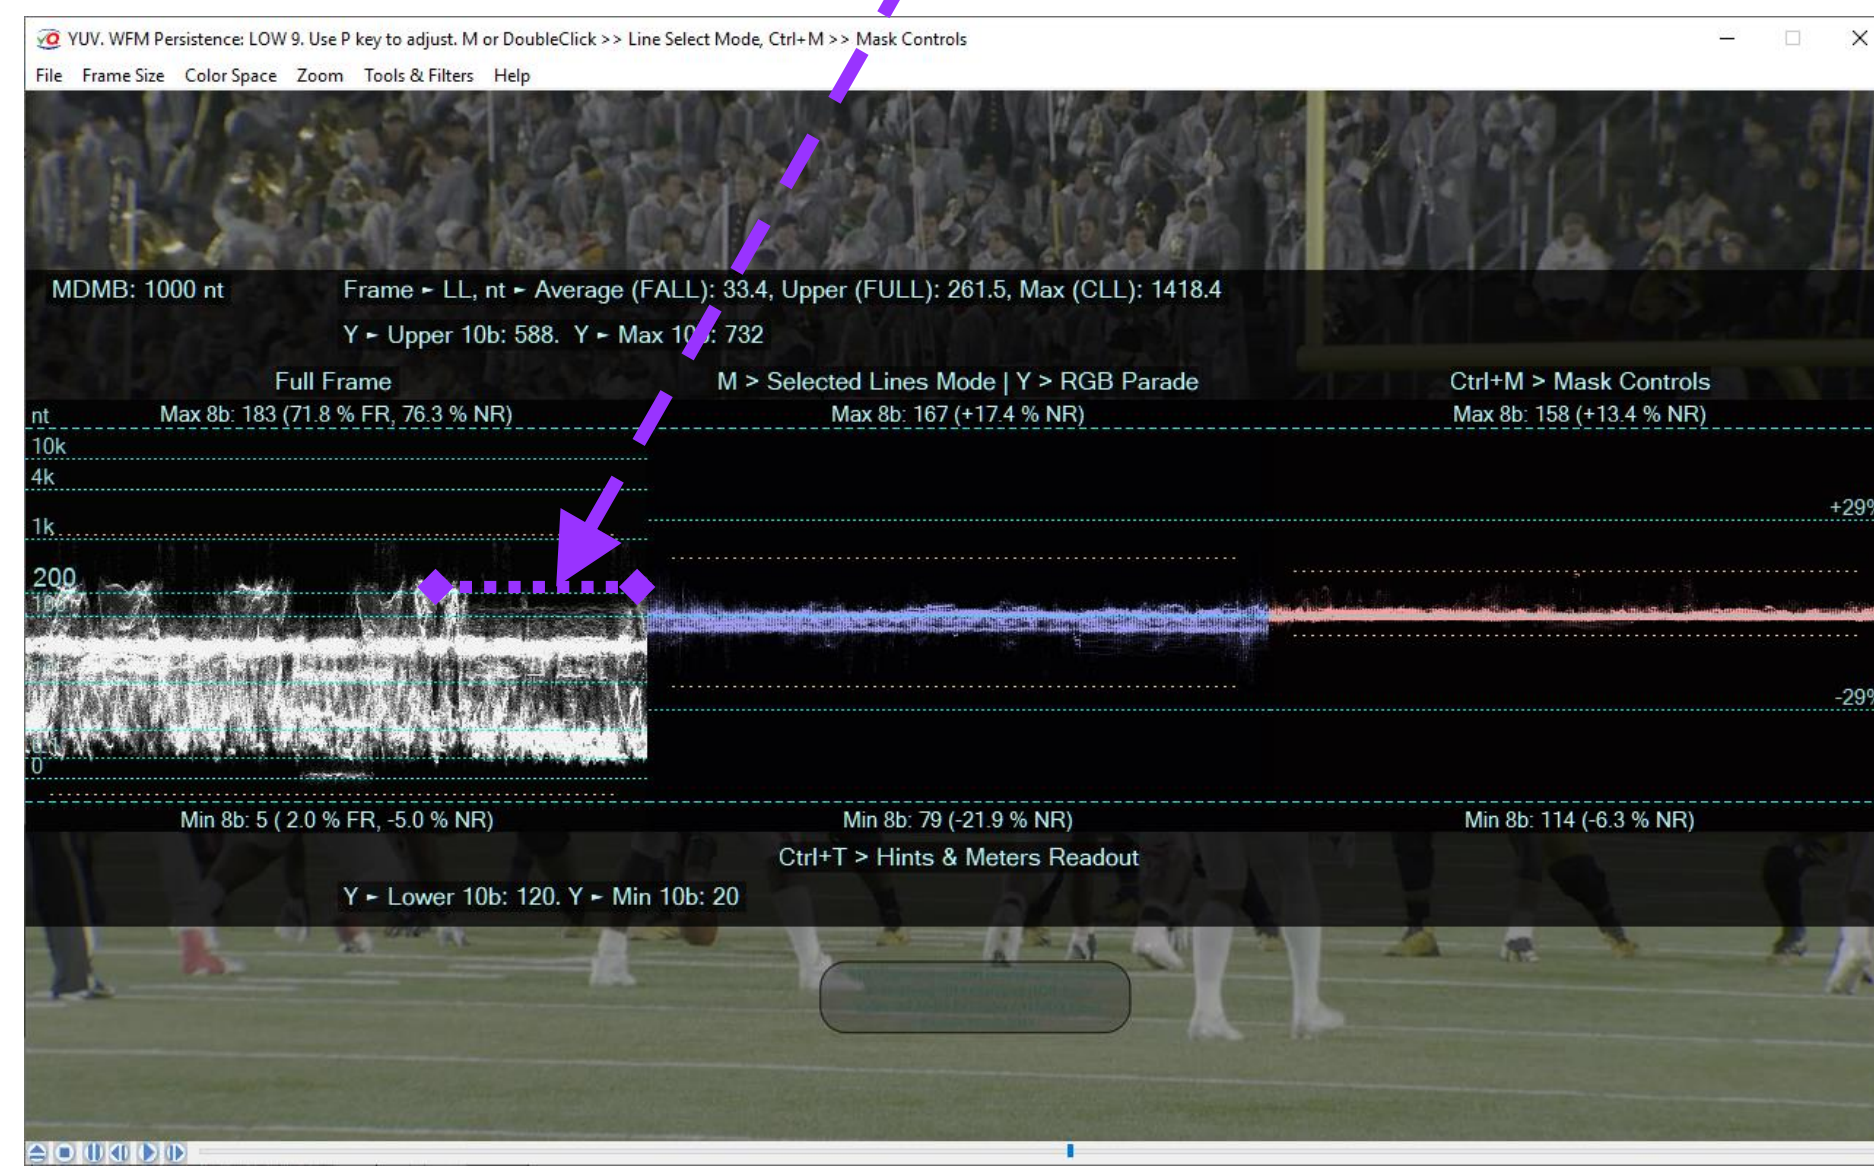 YUV. WFM Persistence: LOW 9. Use P key to adjust. M or DoubleClick >> Line Select Mode, Ctrl+M >> Mask Controls
File Frame Size Color Space Zoom Tools & Filters Help
MDMB: 1000 nt Frame ► LL, nt ► Average (FALL): 33.4, Upper (FULL): 261.5, Max (CLL): 1418.4
Y ► Upper 10b: 588. Y ► Max 10b: 732
Full Frame M > Selected Lines Mode | Y > RGB Parade Ctrl+M > Mask Controls
nt Max 8b: 183 (71.8 % FR, 76.3 % NR) Max 8b: 167 (+17.4 % NR) Max 8b: 158 (+13.4 % NR)
10k
4k
+29%
1k
200
-29%
0
Min 8b: 5 ( 2.0 % FR, -5.0 % NR) Min 8b: 79 (-21.9 % NR) Min 8b: 114 (-6.3 % NR)
Ctrl+T > Hints & Meters Readout
Y ► Lower 10b: 120. Y ► Min 10b: 20